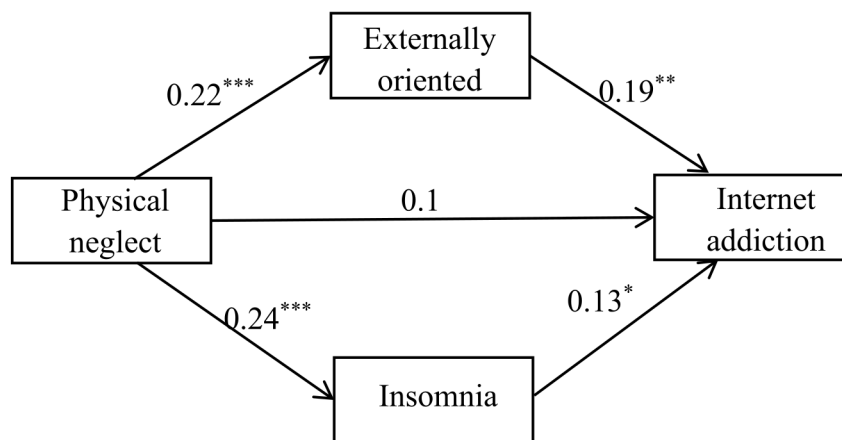 Externally
oriented
0.22***
0.19**
Physical
neglect
0.1
Internet
addiction
0.24***
0.13*
Insomnia